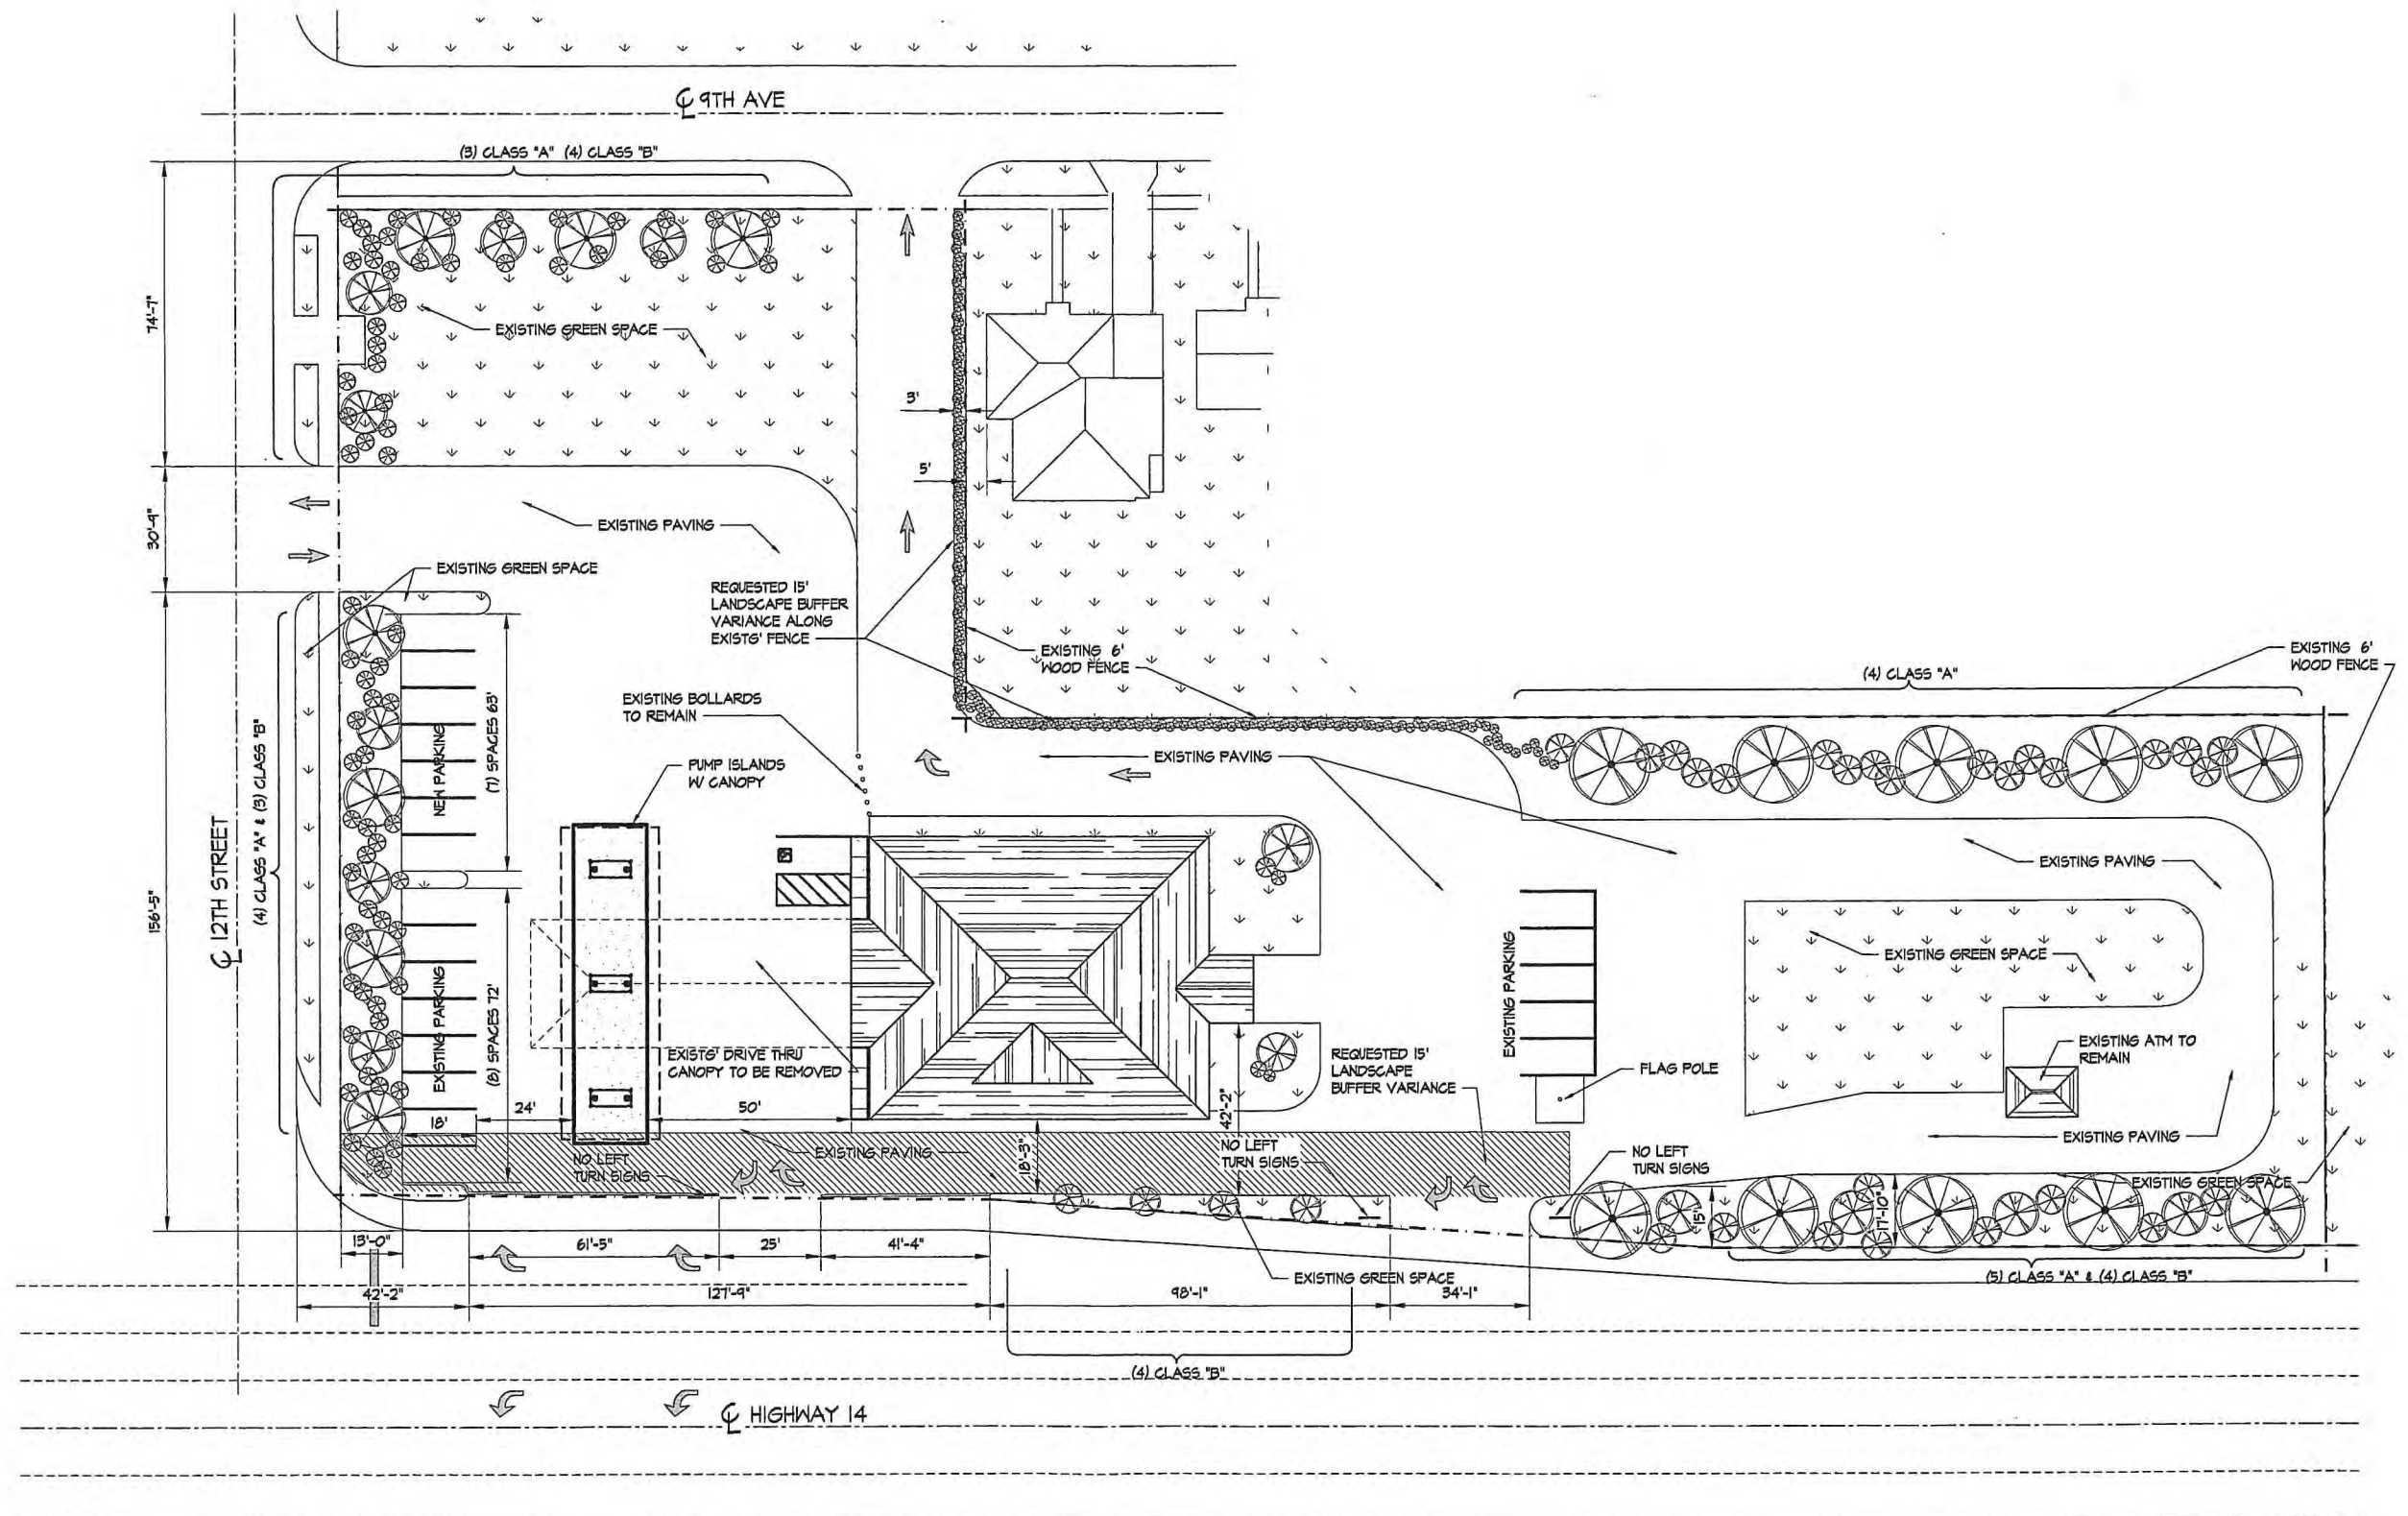 ℄ 9TH AVE
(3) CLASS "A" (4) CLASS "B"
74'-7"
EXISTING GREEN SPACE
3'
5'
30'-9"
EXISTING PAVING
EXISTING GREEN SPACE
REQUESTED 15'
LANDSCAPE BUFFER
VARIANCE ALONG
EXISTG' FENCE
EXISTING 6'
WOOD FENCE
EXISTING 6'
WOOD FENCE
(4) CLASS "A"
EXISTING BOLLARDS
TO REMAIN
(7) SPACES 63'
NEW PARKING
(4) CLASS "A" & (3) CLASS "B"
PUMP ISLANDS
W/ CANOPY
EXISTING PAVING
℄ 12TH STREET
156'-5"
EXISTING PAVING
EXISTING PARKING
EXISTING GREEN SPACE
EXISTING PARKING
(8) SPACES 72'
EXISTG' DRIVE THRU
CANOPY TO BE REMOVED
REQUESTED 15'
LANDSCAPE
BUFFER VARIANCE
EXISTING ATM TO
REMAIN
FLAG POLE
18'
24'
50'
42'-2"
18'-3"
EXISTING PAVING
NO LEFT
TURN SIGNS
NO LEFT
TURN SIGNS
NO LEFT
TURN SIGNS
EXISTING PAVING
EXISTING GREEN SPACE
15'
17'-10"
13'-0"
61'-5"
25'
41'-4"
EXISTING GREEN SPACE
(5) CLASS "A" & (4) CLASS "B"
42'-2"
127'-9"
98'-1"
34'-1"
(4) CLASS "B"
℄ HIGHWAY 14